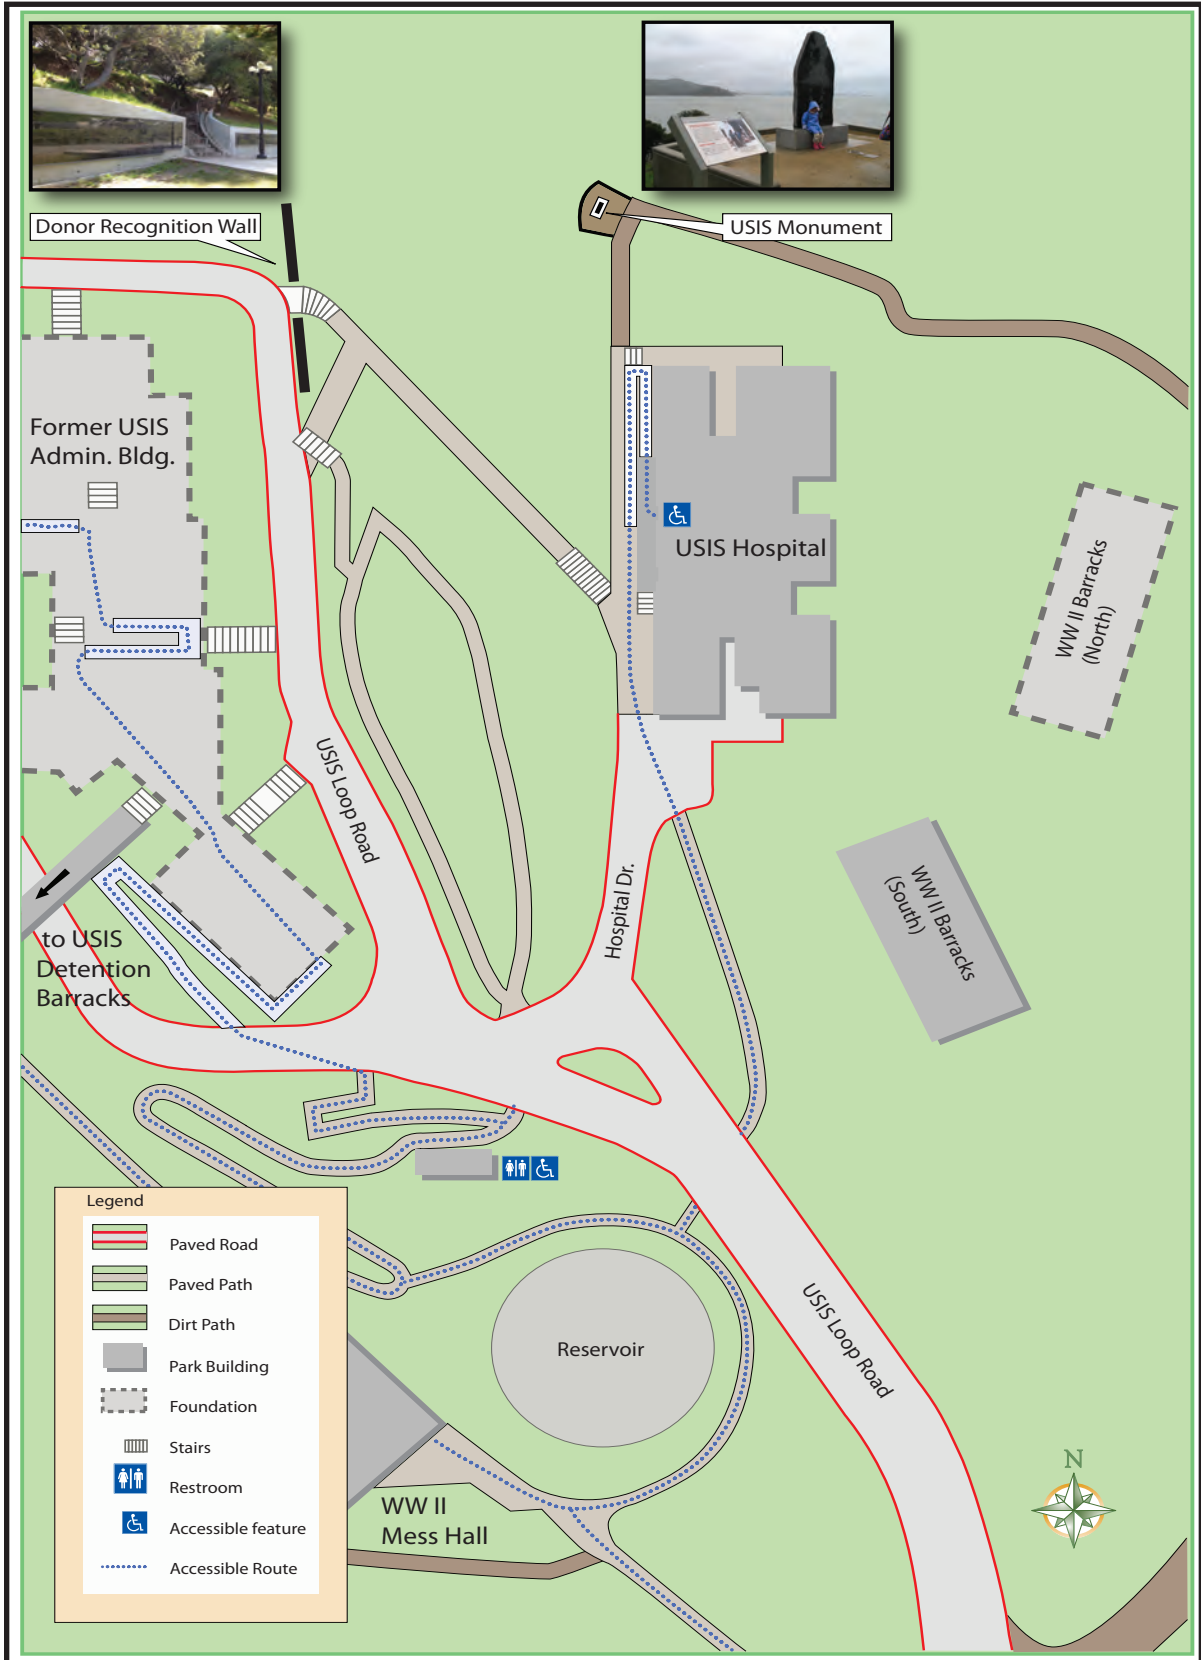 Donor Recognition Wall
USIS Monument
Former USIS
Admin. Bldg.
USIS Hospital
WW II Barracks
(North)
USIS Loop Road
Hospital Dr.
WW II Barracks
(South)
to USIS
Detention
Barracks
Legend
Paved Road
Paved Path
Dirt Path
Park Building
Foundation
Stairs
Restroom
Accessible feature
Accessible Route
Reservoir
USIS Loop Road
WW II
Mess Hall
N